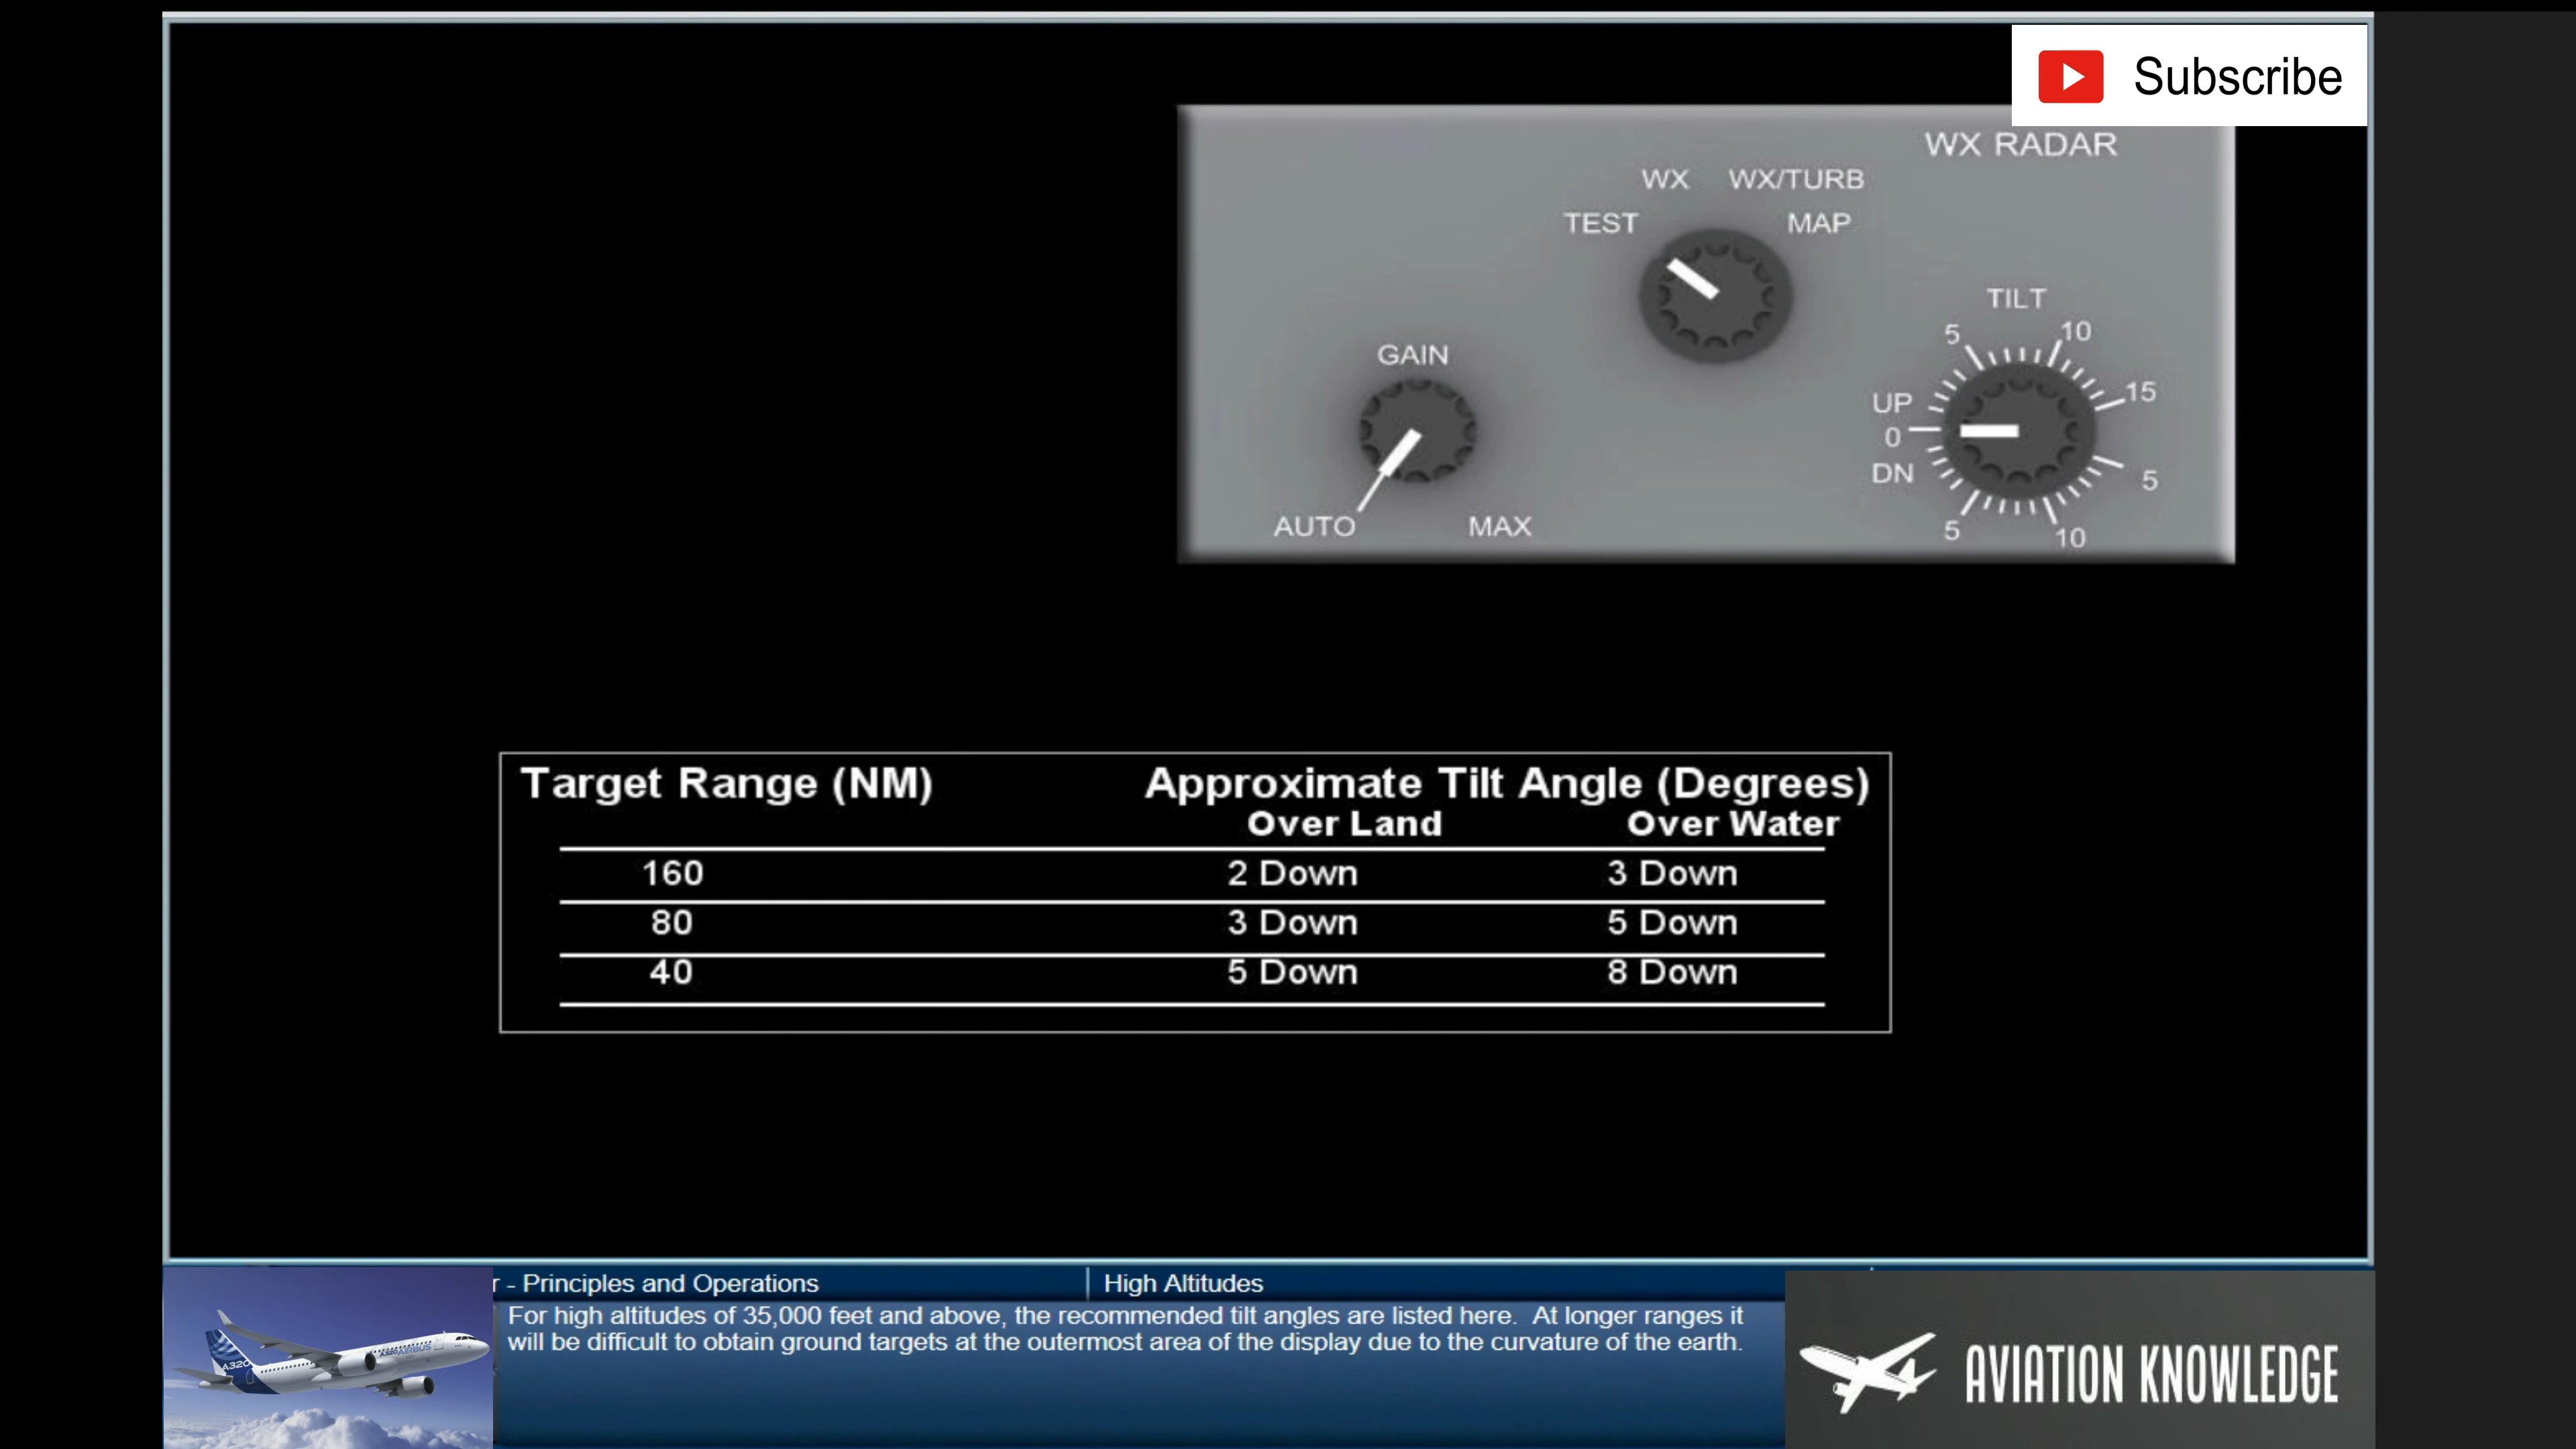 Subscribe
WX RADAR
WX WX/TURB
TEST MAP
TILT
5 10
GAIN
UP 15
0
DN 5
AUTO MAX 5 10
Target Range (NM) Approximate Tilt Angle (Degrees)
Over Land Over Water
160 2 Down 3 Down
80 3 Down 5 Down
40 5 Down 8 Down
r - Principles and Operations High Altitudes
For high altitudes of 35,000 feet and above, the recommended tilt angles are listed here. At longer ranges it
will be difficult to obtain ground targets at the outermost area of the display due to the curvature of the earth.
A320 AIRBUS
A320
AVIATION KNOWLEDGE